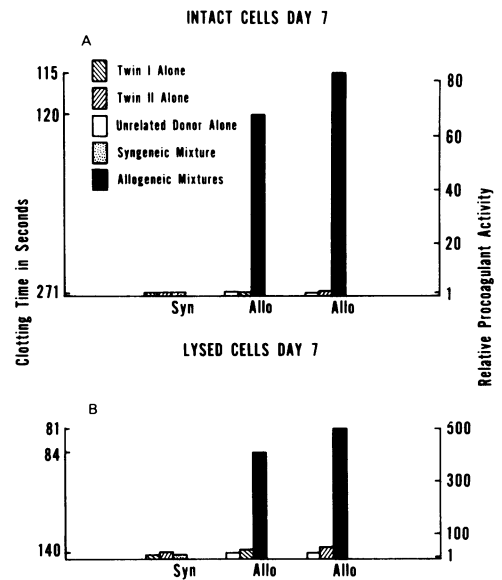 INTACT CELLS DAY 7
A
Twin I Alone
Twin II Alone
Unrelated Donor Alone
Syngeneic Mixture
Allogeneic Mixtures
115
120
271
Clotting Time in Seconds
80
60
40
20
1
Relative Procoagulant Activity
Syn Allo Allo
LYSED CELLS DAY 7
B
81
84
140
500
400
300
100
1
Syn Allo Allo